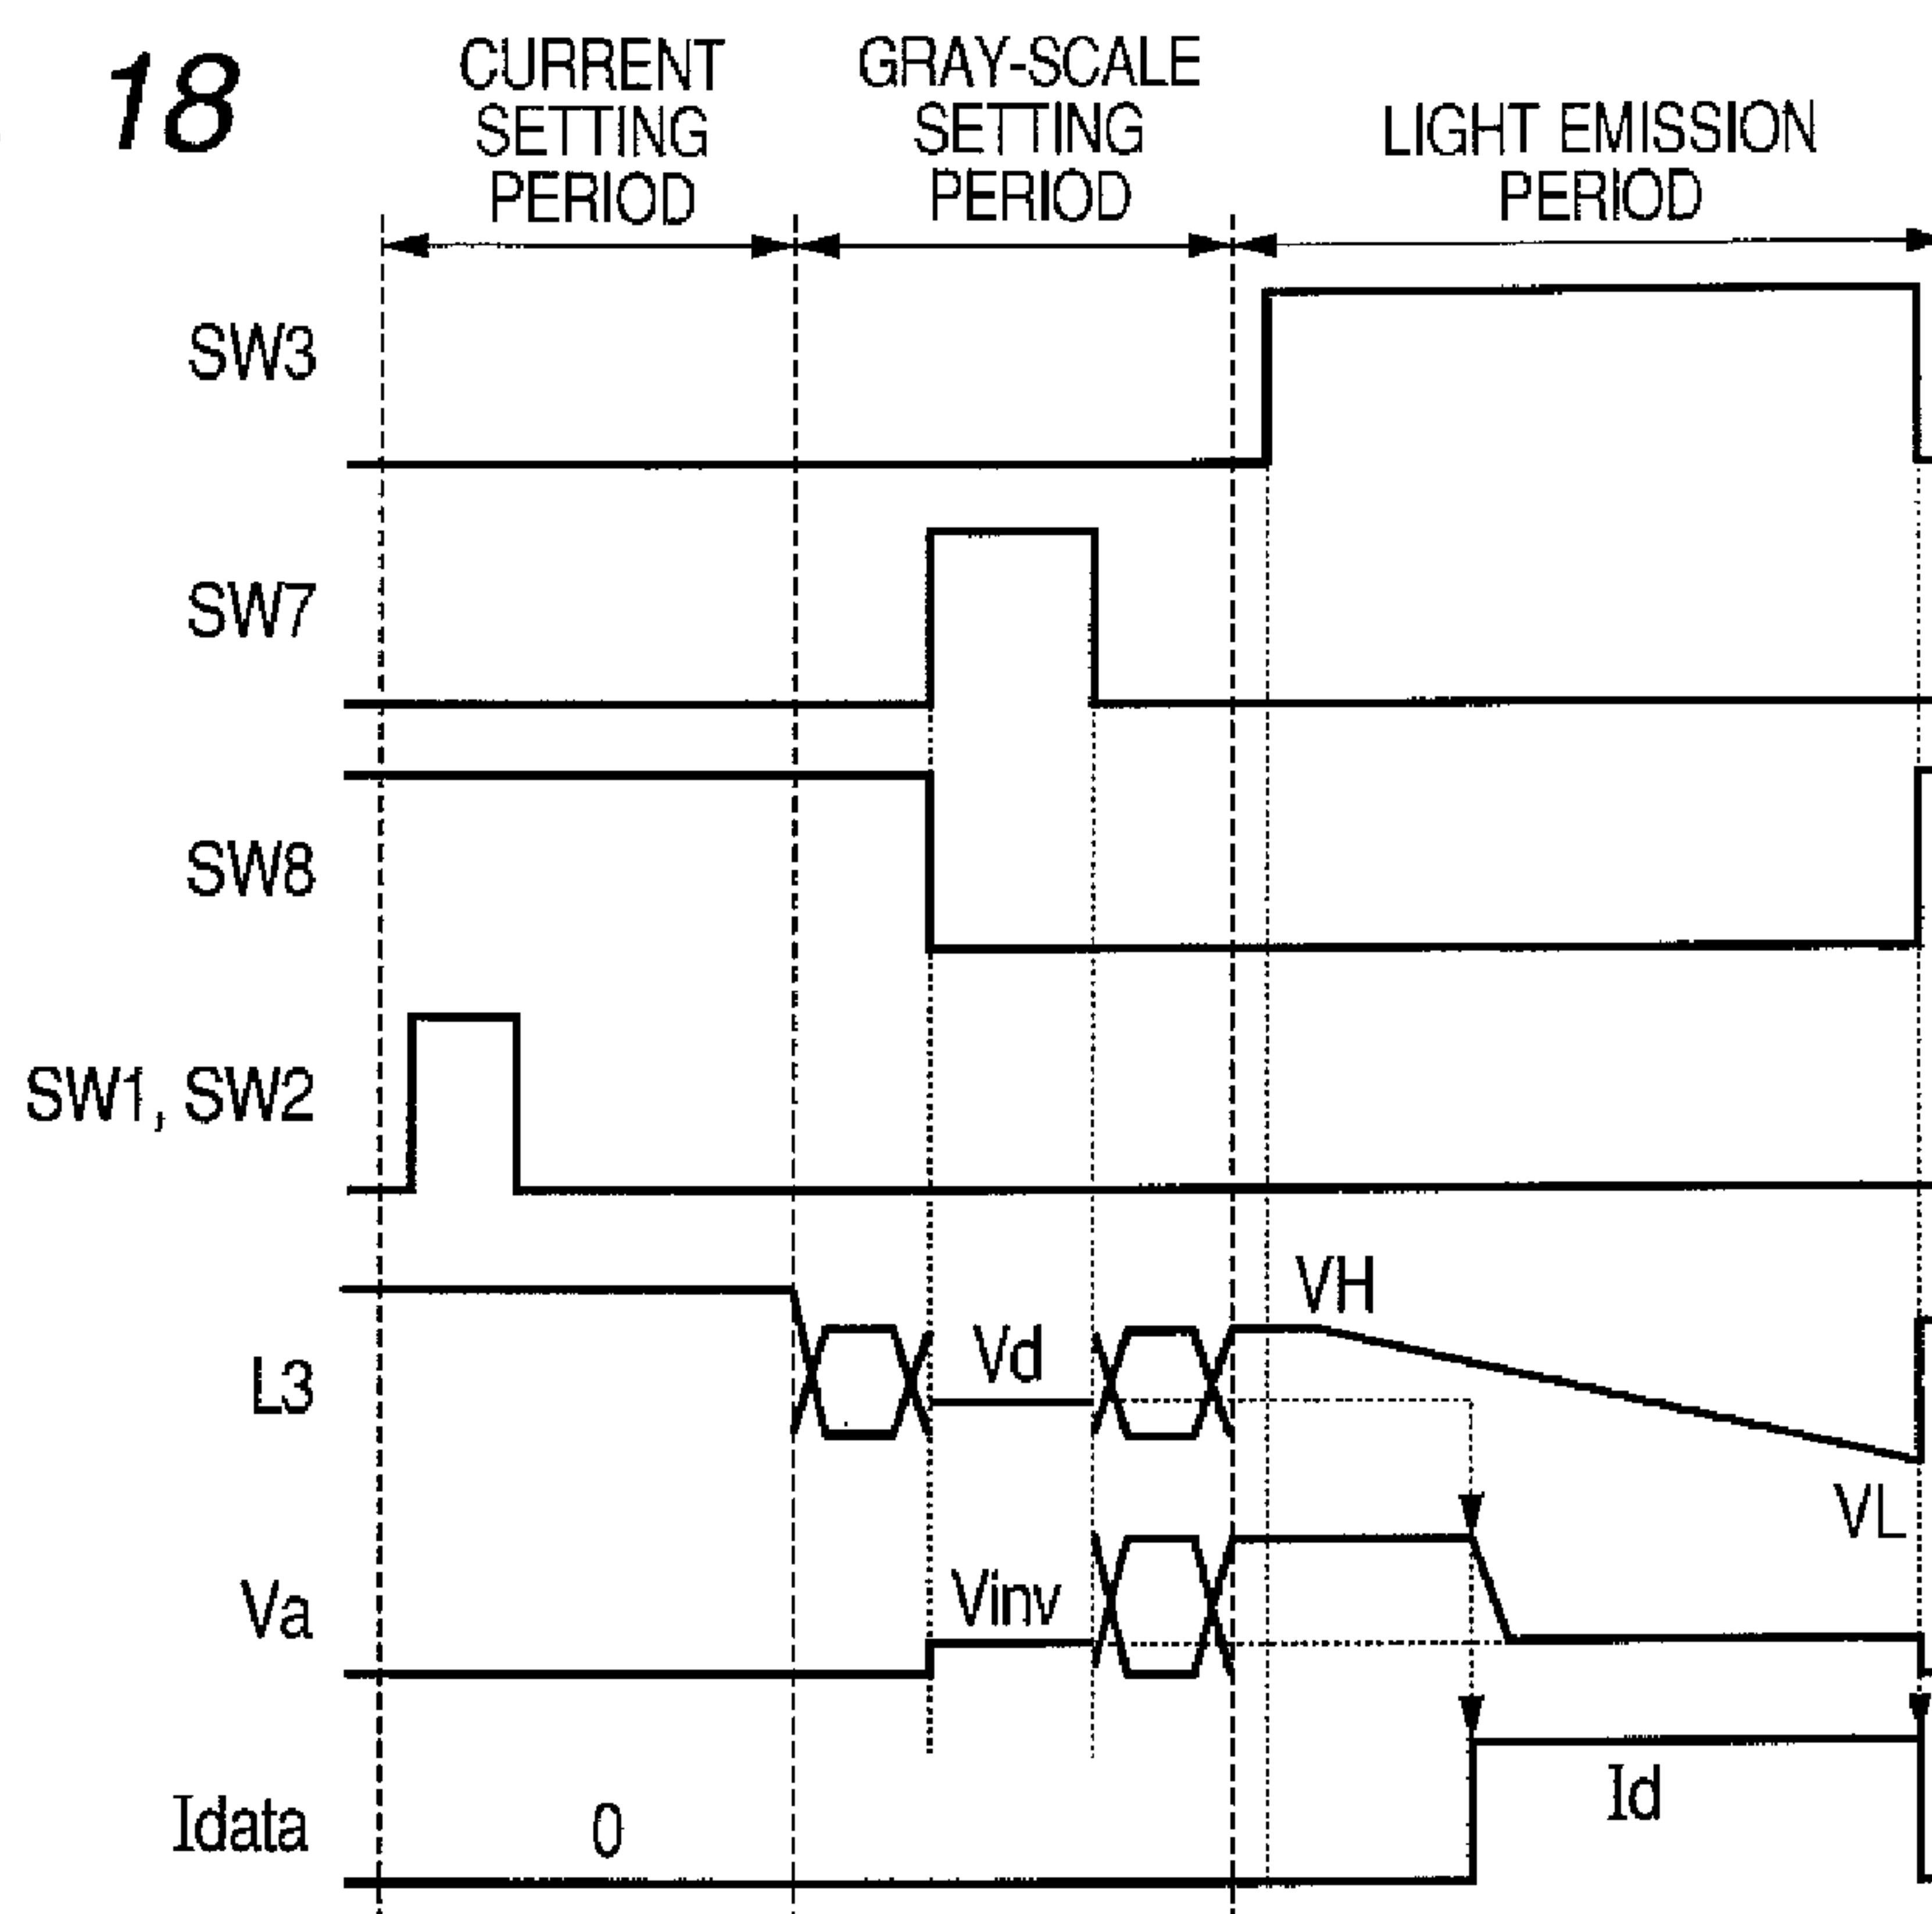 18
CURRENT
SETTING
PERIOD
GRAY-SCALE
SETTING
PERIOD
LIGHT EMISSION
PERIOD
SW3
SW7
SW8
SW1, SW2
L3
Vd
VH
VL
Va
Vinv
Idata
0
Id